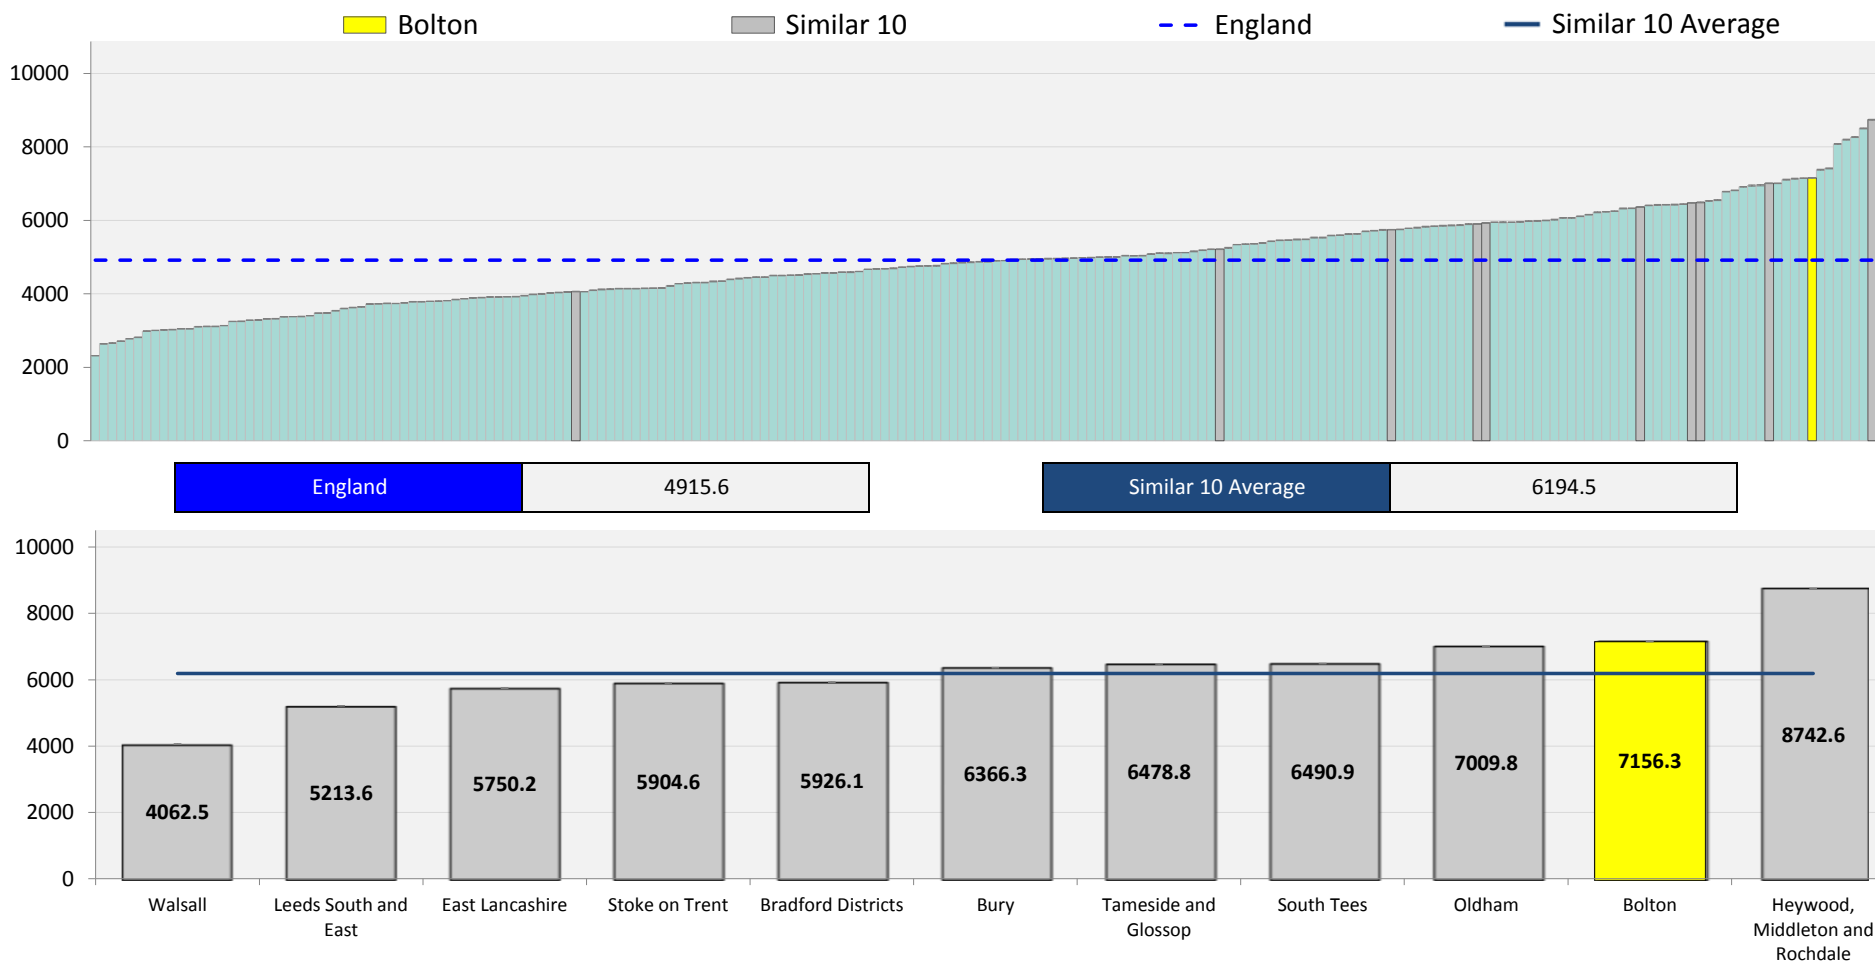 Bolton Similar 10 England Similar 10 Average
10000
8000
6000
4000
2000
0
England 4915.6 Similar 10 Average 6194.5
10000
8000
6000
4000
2000
0
4062.5 5213.6 5750.2 5904.6 5926.1 6366.3 6478.8 6490.9 7009.8 7156.3 8742.6
Walsall Leeds South and East Lancashire Stoke on Trent Bradford Districts Bury Tameside and South Tees Oldham Bolton Heywood,
East Glossop Middleton and
Rochdale